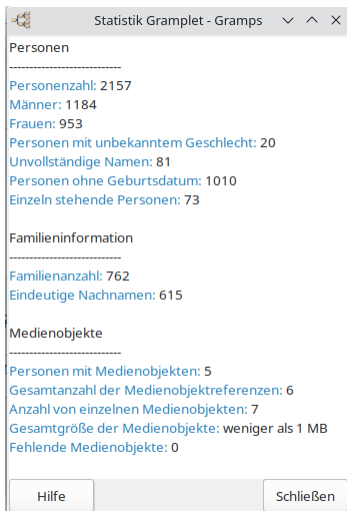 Statistik Gramplet - Gramps
Personen
----------------------------
Personenzahl: 2157
Männer: 1184
Frauen: 953
Personen mit unbekanntem Geschlecht: 20
Unvollständige Namen: 81
Personen ohne Geburtsdatum: 1010
Einzeln stehende Personen: 73
Familieninformation
----------------------------
Familienanzahl: 762
Eindeutige Nachnamen: 615
Medienobjekte
----------------------------
Personen mit Medienobjekten: 5
Gesamtanzahl der Medienobjektreferenzen: 6
Anzahl von einzelnen Medienobjekten: 7
Gesamtgröße der Medienobjekte: weniger als 1 MB
Fehlende Medienobjekte: 0
Hilfe Schließen